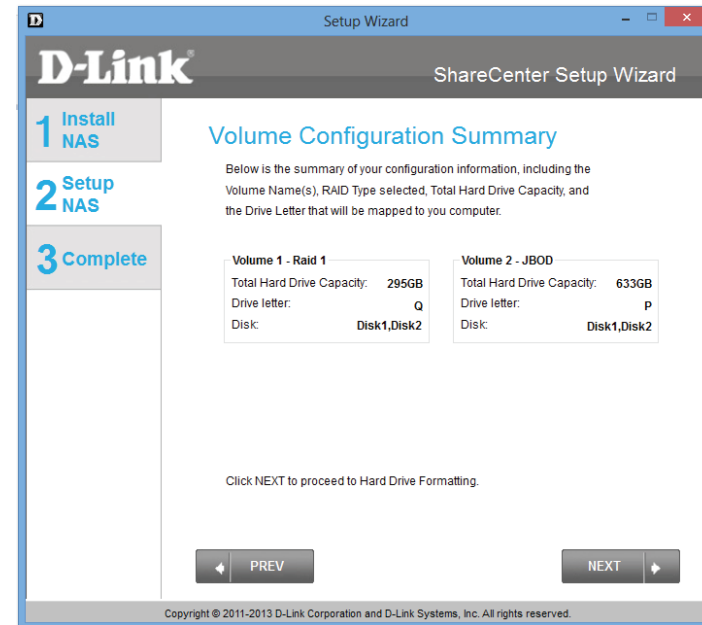 D
Setup Wizard
D-Link®
ShareCenter Setup Wizard
1 Install
NAS
2 Setup
NAS
3 Complete
Volume Configuration Summary
Below is the summary of your configuration information, including the
Volume Name(s), RAID Type selected, Total Hard Drive Capacity, and
the Drive Letter that will be mapped to you computer.
Volume 1 - Raid 1
Total Hard Drive Capacity: 295GB
Drive letter: Q
Disk: Disk1,Disk2
Volume 2 - JBOD
Total Hard Drive Capacity: 633GB
Drive letter: P
Disk: Disk1,Disk2
Click NEXT to proceed to Hard Drive Formatting.
PREV
NEXT
Copyright © 2011-2013 D-Link Corporation and D-Link Systems, Inc. All rights reserved.